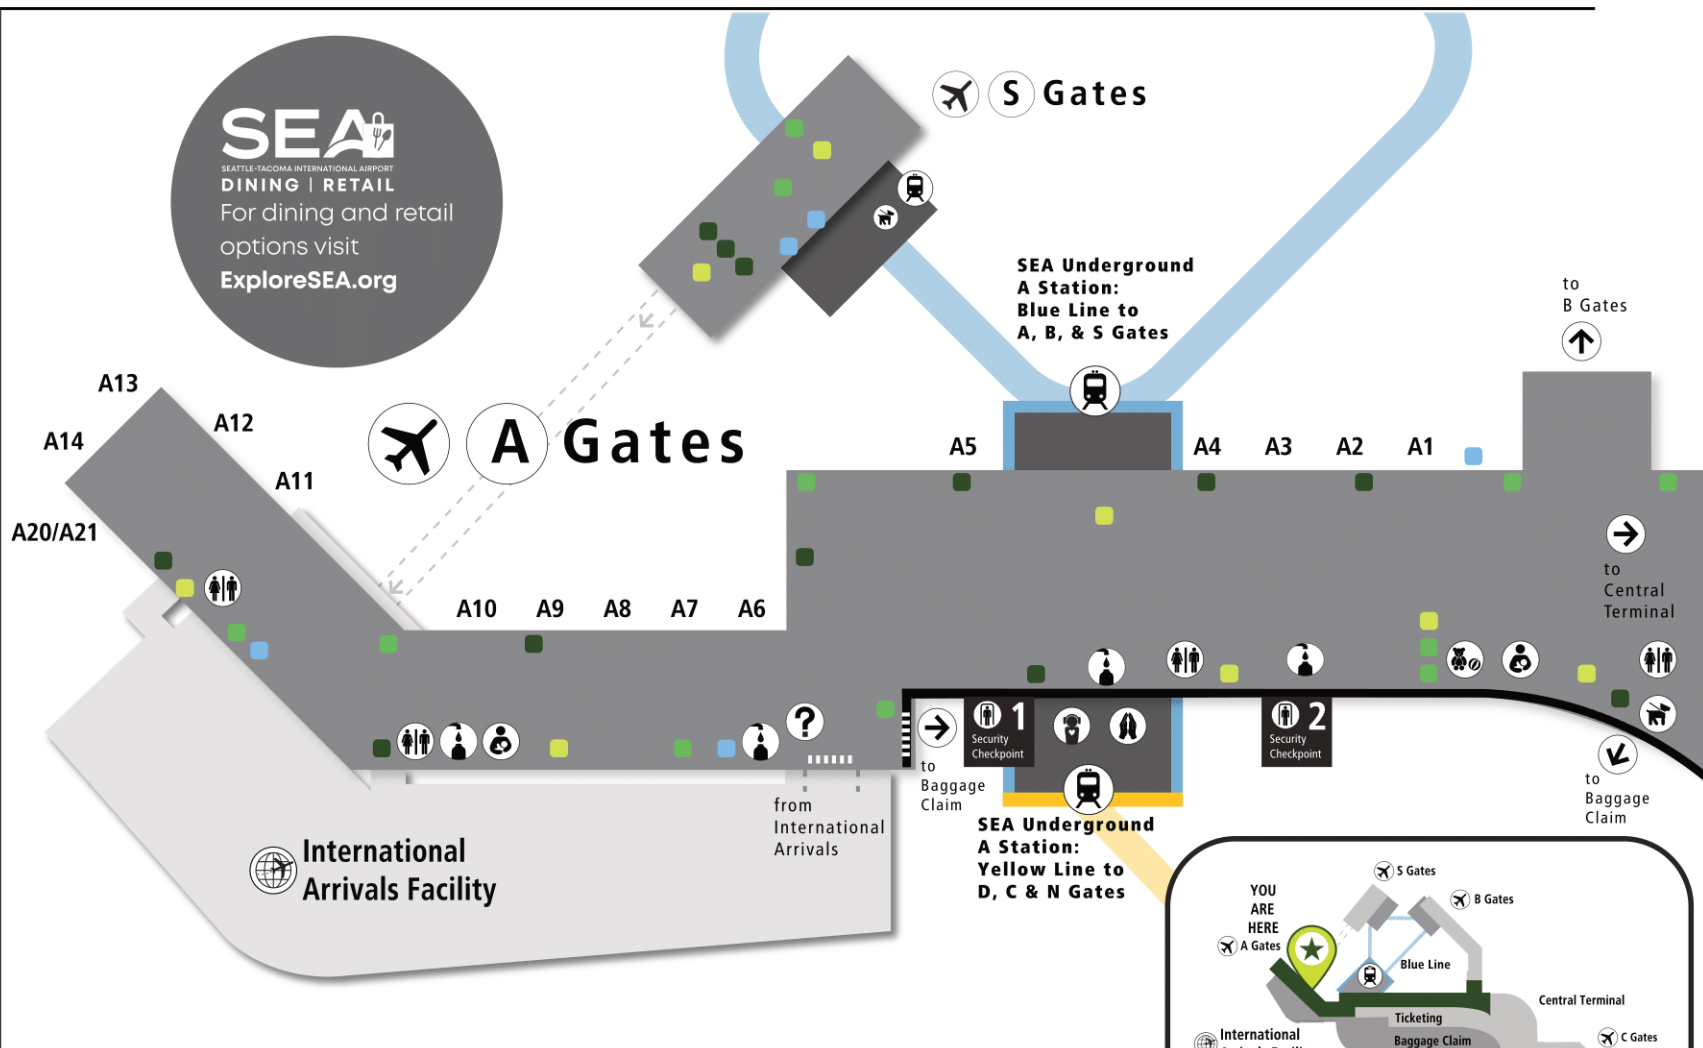 SEA
SEATTLE-TACOMA INTERNATIONAL AIRPORT
DINING | RETAIL
For dining and retail
options visit
ExploreSEA.org
S Gates
SEA Underground
A Station:
Blue Line to
A, B, & S Gates
to
B Gates
A13
A12
A14
A11
A20/A21
A Gates
A5
A4
A3
A2
A1
to
Central
Terminal
A10
A9
A8
A7
A6
?
1
Security
Checkpoint
2
Security
Checkpoint
to
Baggage
Claim
to
Baggage
Claim
from
International
Arrivals
SEA Underground
A Station:
Yellow Line to
D, C & N Gates
International
Arrivals Facility
S Gates
YOU
ARE
HERE
B Gates
A Gates
Blue Line
Central Terminal
Ticketing
International
Baggage Claim
C Gates